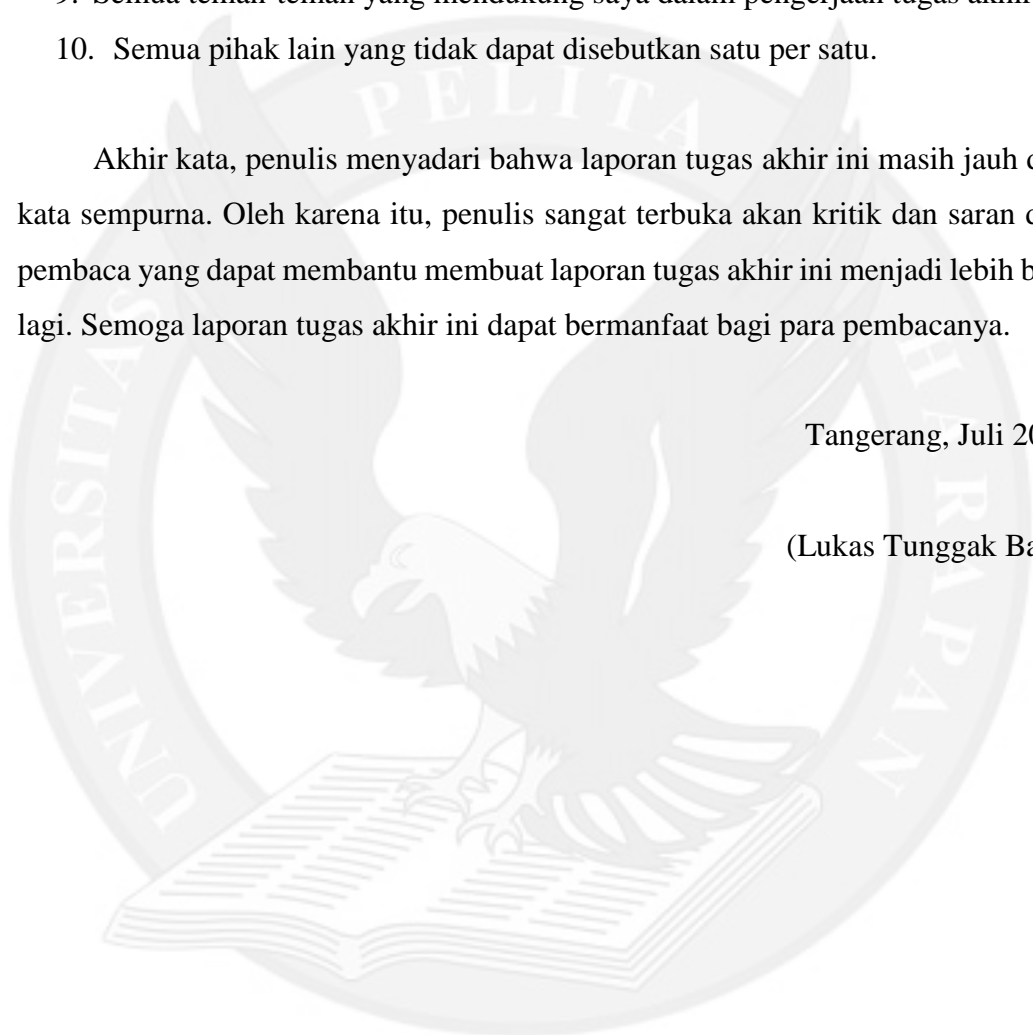 9. Semua teman-teman yang mendukung saya dalam pengerjaan tugas akhir
10. Semua pihak lain yang tidak dapat disebutkan satu per satu.
Akhir kata, penulis menyadari bahwa laporan tugas akhir ini masih jauh
kata sempurna. Oleh karena itu, penulis sangat terbuka akan kritik dan saran
pembaca yang dapat membantu membuat laporan tugas akhir ini menjadi lebih
lagi. Semoga laporan tugas akhir ini dapat bermanfaat bagi para pembacanya.
Tangerang, Juli
(Lukas Tunggak
UNIVERSITAS PELITA HARAPAN